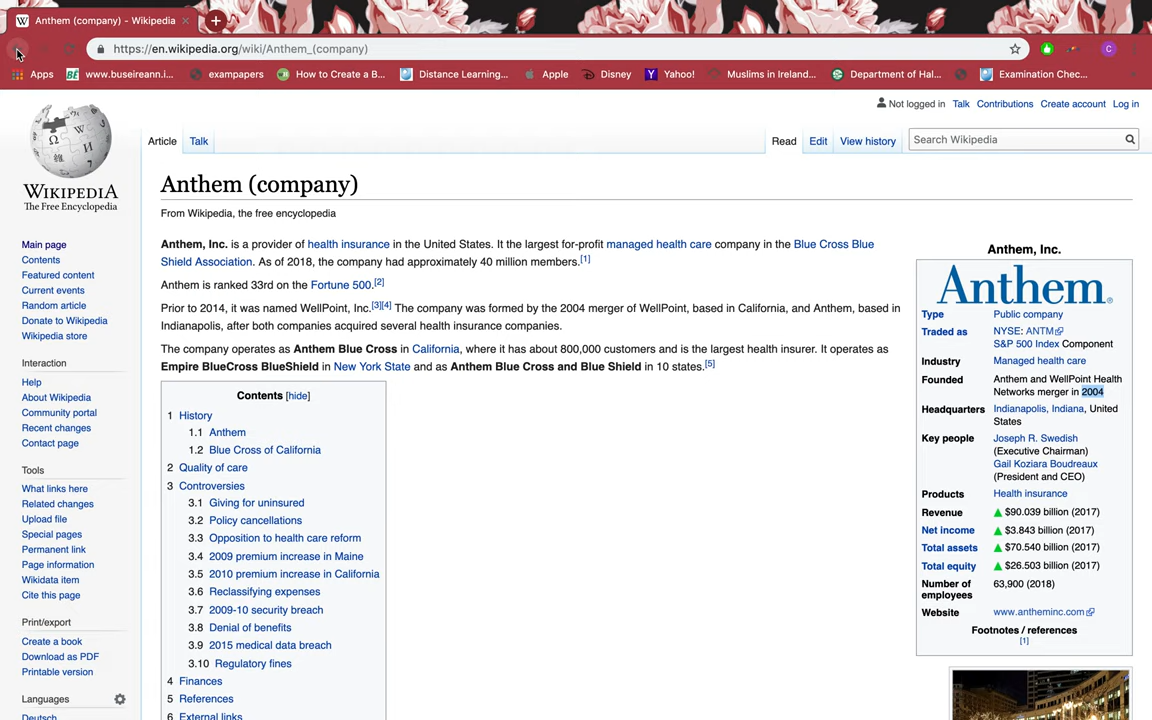 Anthem (company) - Wikipedia
https://en.wikipedia.org/wiki/Anthem_(company)
C
Apps
BÉ www.buseireann.i...
exampapers
How to Create a B...
Distance Learning...
Apple
Disney
Yahoo!
Muslims in Ireland...
Department of Hal...
Examination Chec...
Not logged in Talk Contributions Create account Log in
Article Talk
Read Edit View history
Search Wikipedia
WIKIPEDIA
The Free Encyclopedia
Main page
Contents
Featured content
Current events
Random article
Donate to Wikipedia
Wikipedia store
Interaction
Help
About Wikipedia
Community portal
Recent changes
Contact page
Tools
What links here
Related changes
Upload file
Special pages
Permanent link
Page information
Wikidata item
Cite this page
Print/export
Create a book
Download as PDF
Printable version
Languages
Deutsch
Anthem (company)
From Wikipedia, the free encyclopedia
Anthem, Inc. is a provider of health insurance in the United States. It the largest for-profit managed health care company in the Blue Cross Blue
Shield Association. As of 2018, the company had approximately 40 million members.[1]
Anthem is ranked 33rd on the Fortune 500.[2]
Prior to 2014, it was named WellPoint, Inc.[3][4] The company was formed by the 2004 merger of WellPoint, based in California, and Anthem, based in
Indianapolis, after both companies acquired several health insurance companies.
The company operates as Anthem Blue Cross in California, where it has about 800,000 customers and is the largest health insurer. It operates as
Empire BlueCross BlueShield in New York State and as Anthem Blue Cross and Blue Shield in 10 states.[5]
Contents [hide]
1 History
1.1 Anthem
1.2 Blue Cross of California
2 Quality of care
3 Controversies
3.1 Giving for uninsured
3.2 Policy cancellations
3.3 Opposition to health care reform
3.4 2009 premium increase in Maine
3.5 2010 premium increase in California
3.6 Reclassifying expenses
3.7 2009-10 security breach
3.8 Denial of benefits
3.9 2015 medical data breach
3.10 Regulatory fines
4 Finances
5 References
6 External links
Anthem, Inc.
Anthem.®
Type Public company
Traded as NYSE: ANTM
S&P 500 Index Component
Industry Managed health care
Founded Anthem and WellPoint Health
Networks merger in 2004
Headquarters Indianapolis, Indiana, United
States
Key people Joseph R. Swedish
(Executive Chairman)
Gail Koziara Boudreaux
(President and CEO)
Products Health insurance
Revenue ▲ $90.039 billion (2017)
Net income ▲ $3.843 billion (2017)
Total assets ▲ $70.540 billion (2017)
Total equity ▲ $26.503 billion (2017)
Number of 63,900 (2018)
employees
Website www.antheminc.com
Footnotes / references
[1]